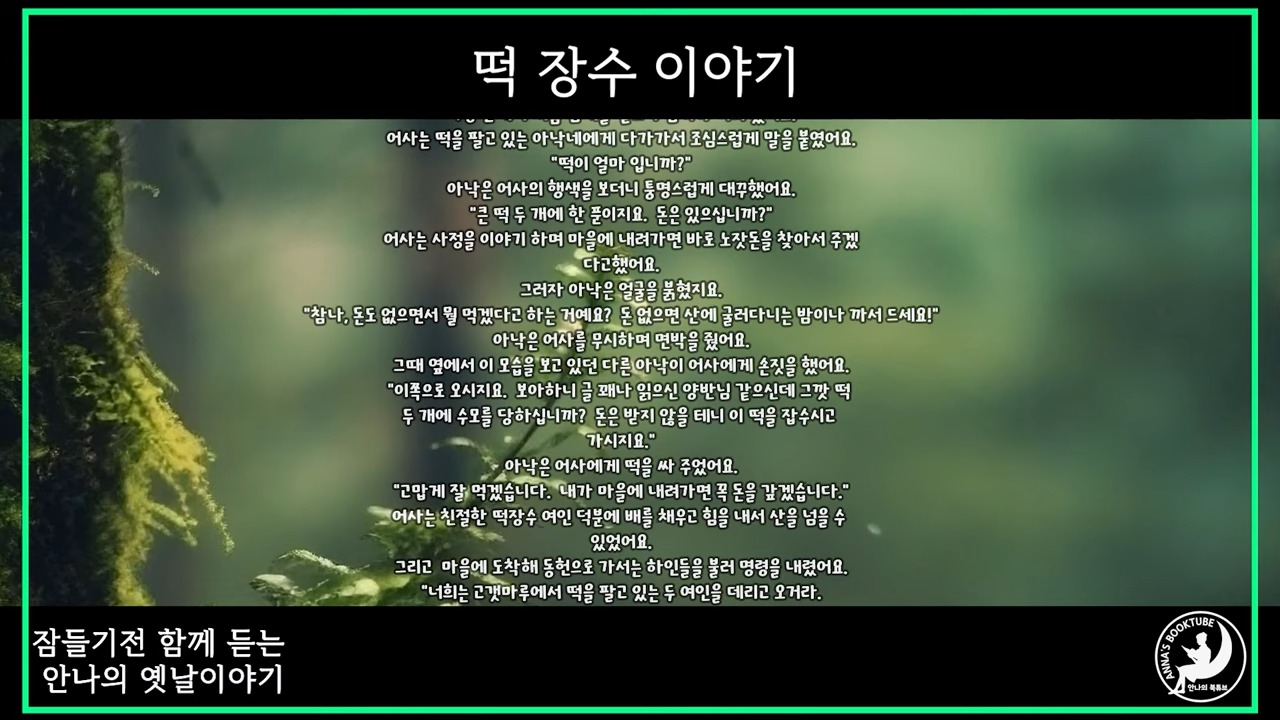 떡 장수 이야기
어사는 떡을 팔고 있는 아낙네에게 다가가서 조심스럽게 말을 붙였어요.
"떡이 얼마 입니까?"
아낙은 어사의 행색을 보더니 퉁명스럽게 대꾸했어요.
"큰 떡 두 개에 한 푼이지요.  돈은 있으십니까?"
어사는 사정을 이야기 하며 마을에 내려가면 바로 노잣돈을 찾아서 주겠
다고했어요.
그러자 아낙은 얼굴을 붉혔지요.
"참나, 돈도 없으면서 뭘 먹겠다고 하는 거예요?  돈 없으면 산에 굴러다니는 밤이나 까서 드세요!"
아낙은 어사를 무시하며 면박을 줬어요.
그때 옆에서 이 모습을 보고 있던 다른 아낙이 어사에게 손짓을 했어요.
"이쪽으로 오시지요.  보아하니 글 꽤나 읽으신 양반님 같으신데 그깟 떡
두 개에 수모를 당하십니까?  돈은 받지 않을 테니 이 떡을 잡수시고
가시지요."
아낙은 어사에게 떡을 싸 주었어요.
"고맙게 잘 먹겠습니다.  내가 마을에 내려가면 꼭 돈을 갚겠습니다."
어사는 친절한 떡장수 여인 덕분에 배를 채우고 힘을 내서 산을 넘을 수
있었어요.
그리고  마을에 도착해 동헌으로 가서는 하인들을 불러 명령을 내렸어요.
"너희는 고갯마루에서 떡을 팔고 있는 두 여인을 데리고 오거라.
잠들기전 함께 듣는
안나의 옛날이야기
ANNA'S BOOKTUBE
안나의 북튜브